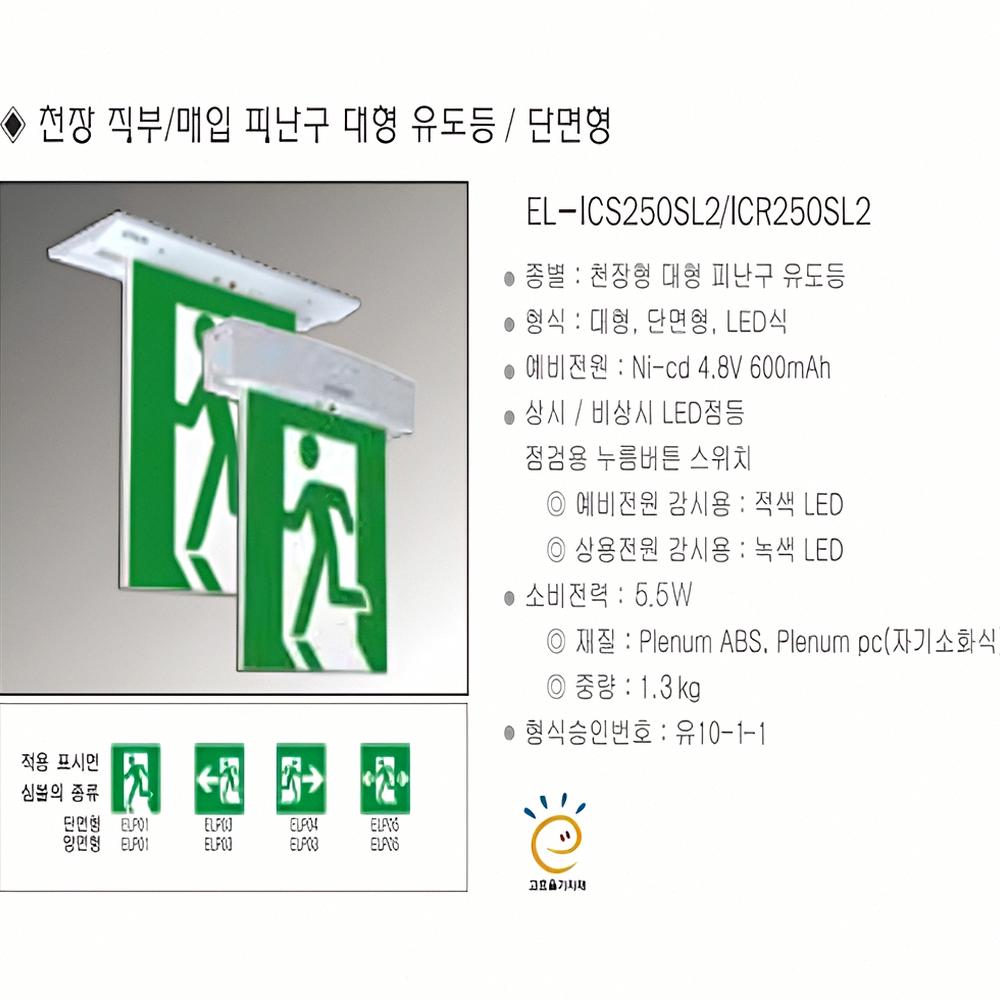 ◈ 천장 직부/매입 피난구 대형 유도등 / 단면형
EL-ICS250SL2/ICR250SL2
● 종별 : 천장형 대형 피난구 유도등
● 형식 : 대형, 단면형, LED식
● 예비전원 : Ni-cd 4.8V 600mAh
● 상시 / 비상시 LED점등
점검용 누름버튼 스위치
◎ 예비전원 감시용 : 적색 LED
◎ 상용전원 감시용 : 녹색 LED
● 소비전력 : 5.5W
◎ 재질 : Plenum ABS, Plenum pc(자기소화식)
◎ 중량 : 1.3kg
● 형식승인번호 : 유10-1-1
적용 표시면
심볼의 종류
단면형 ELP01 ELP03 ELP04
양면형 ELP01 ELP03 ELP03